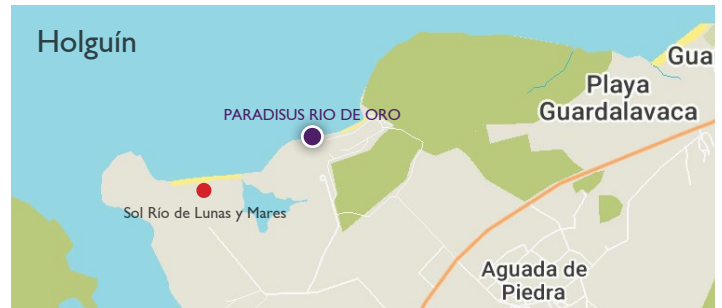 Holguín
Gua
Playa
Guardalavaca
PARADISUS RIO DE ORO
Sol Río de Lunas y Mares
Aguada de
Piedra